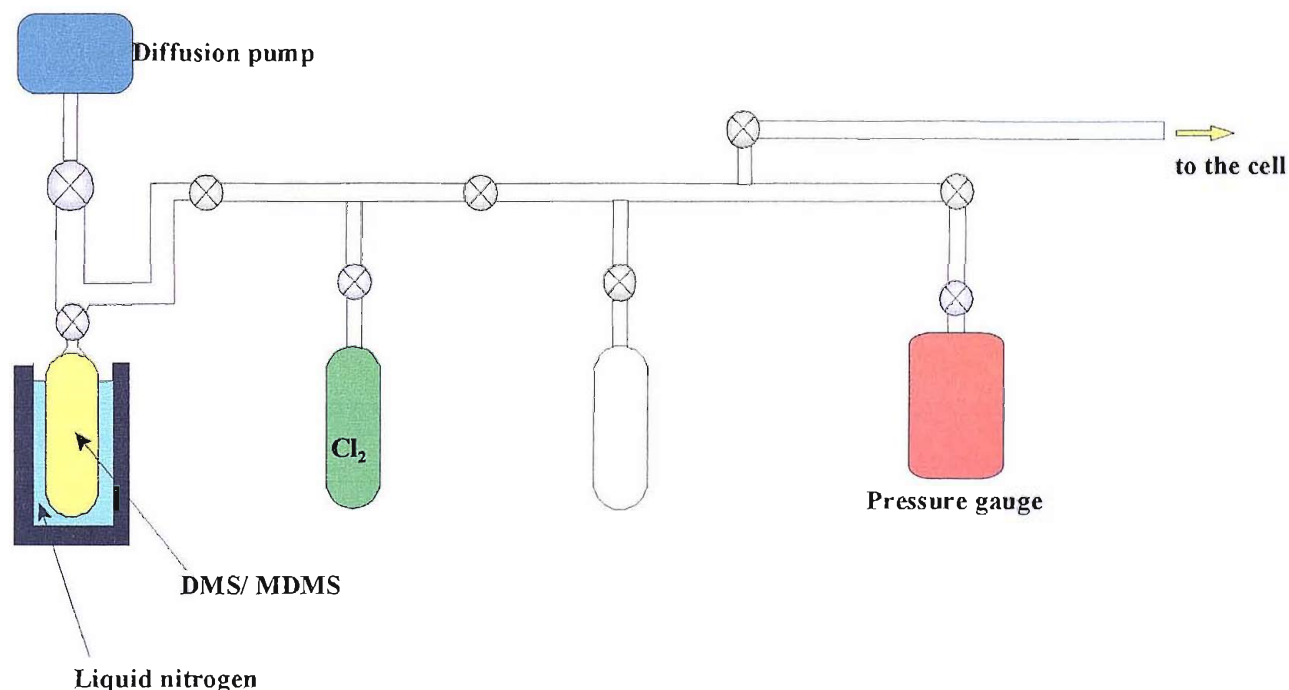 Diffusion pump
to the cell
Cl₂
Pressure gauge
DMS/ MDMS
Liquid nitrogen